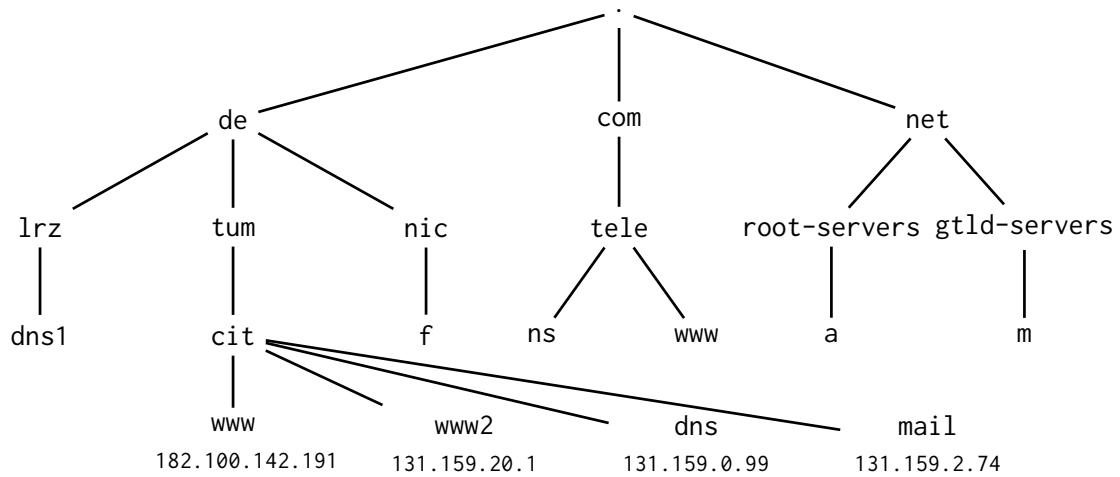 .
de com net
lrz tum nic tele root-servers gtld-servers
dns1 cit f ns www a m
www www2 dns mail
182.100.142.191 131.159.20.1 131.159.0.99 131.159.2.74